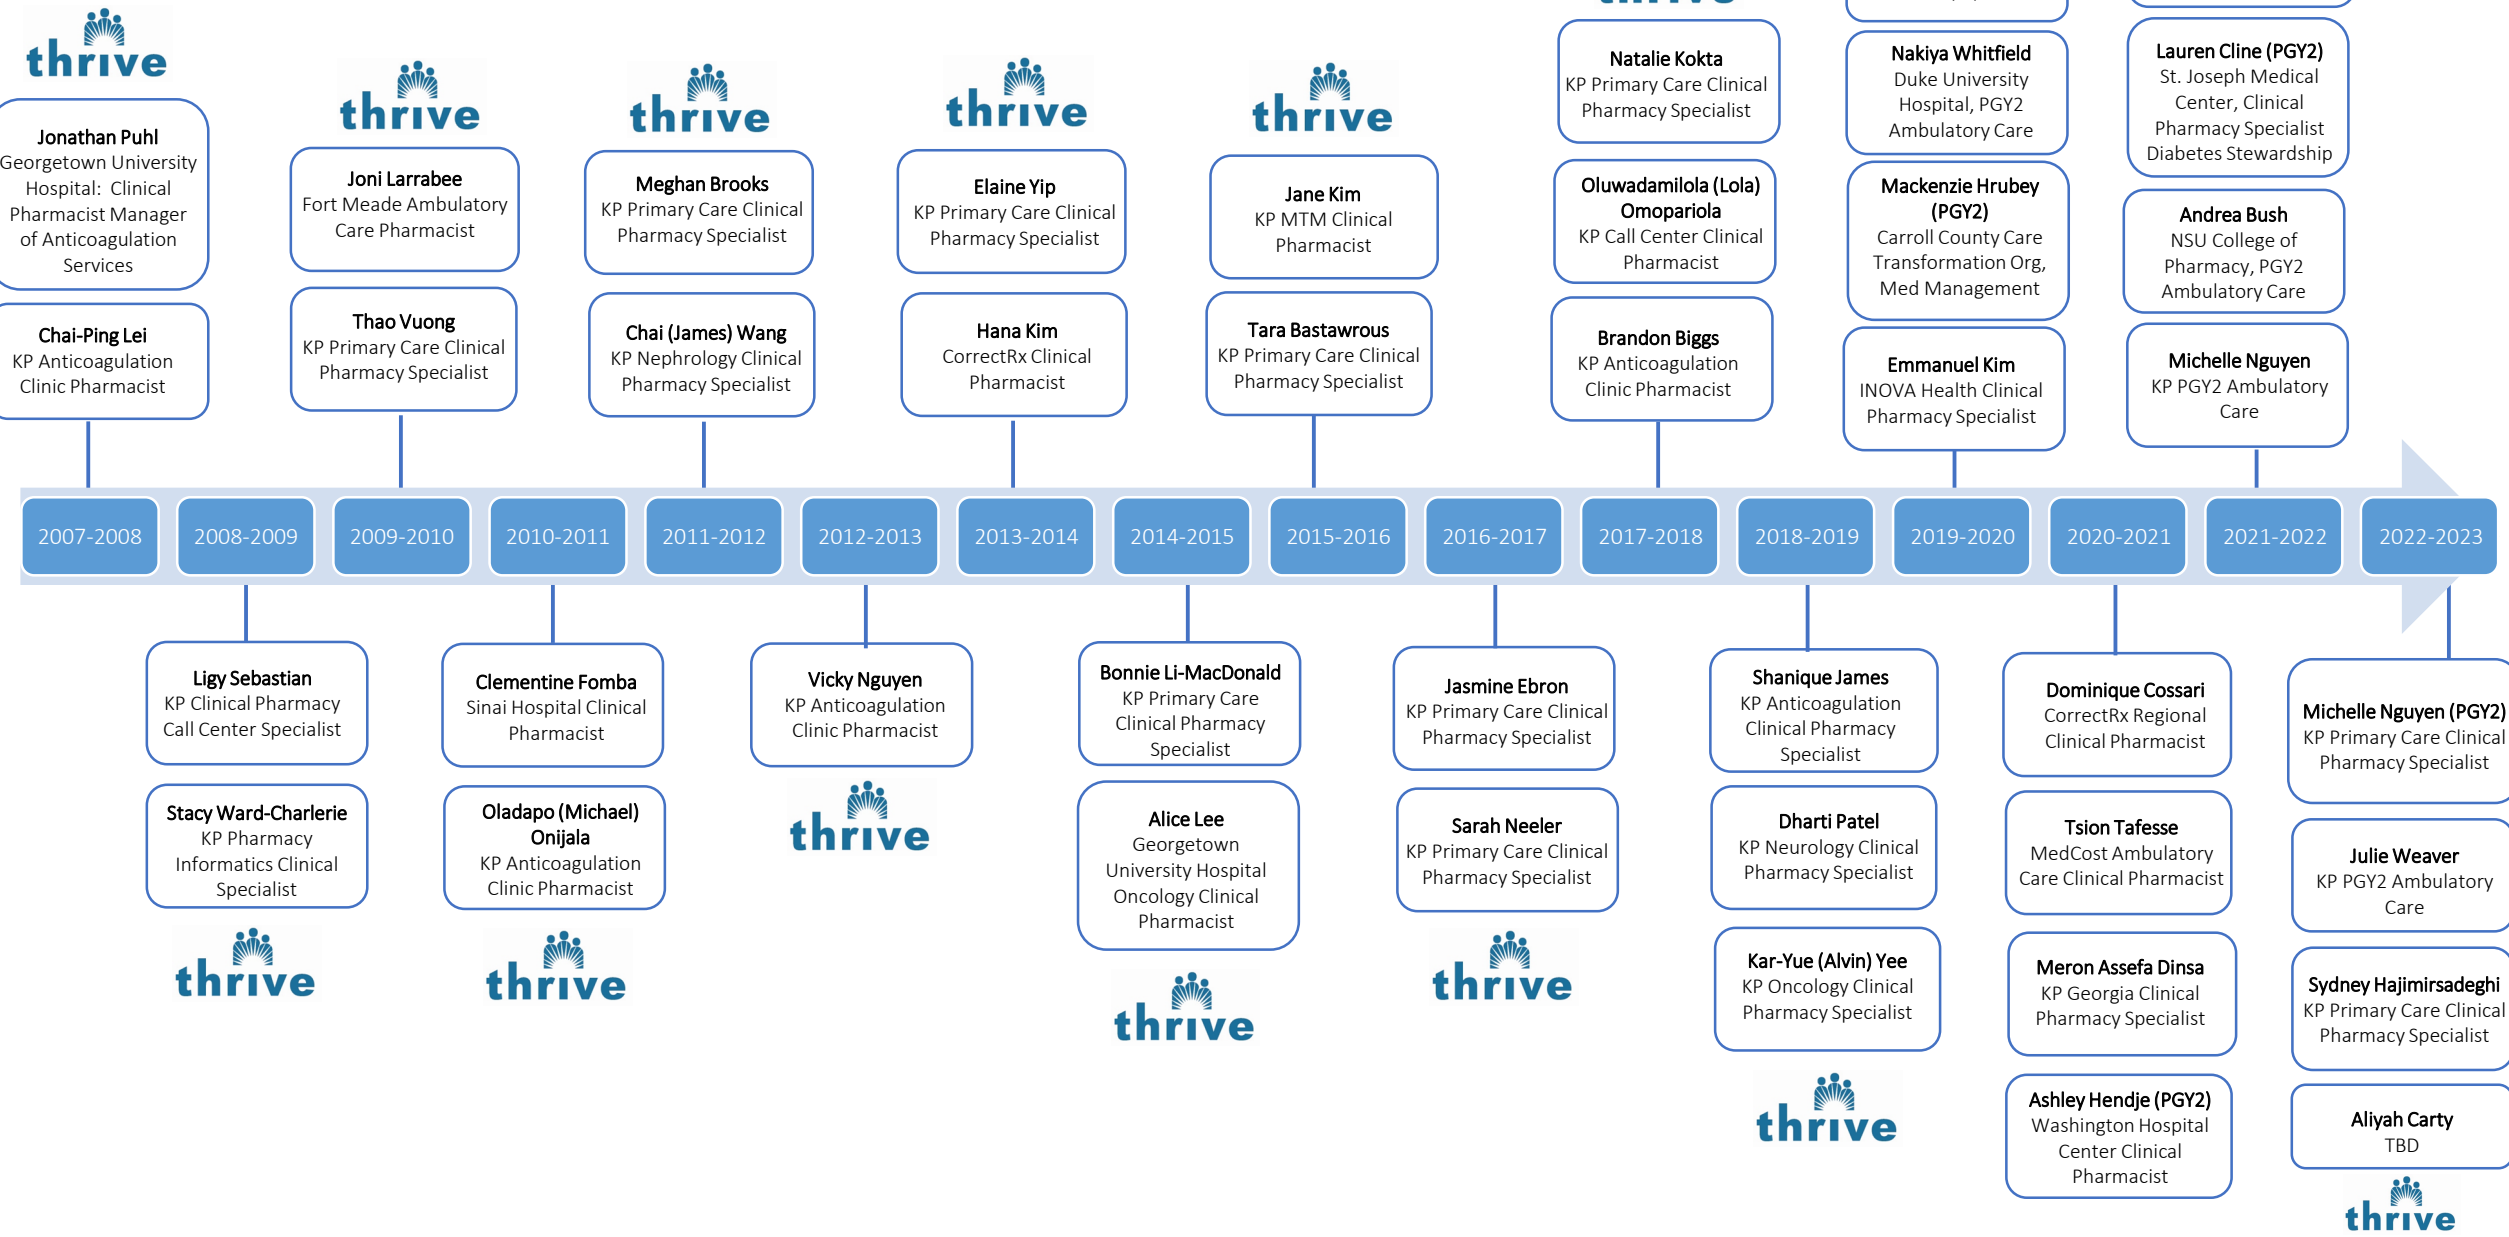 thrive
Jonathan Puhl
Georgetown University
Hospital: Clinical
Pharmacist Manager
of Anticoagulation
Services
Chai-Ping Lei
KP Anticoagulation
Clinic Pharmacist
thrive
Joni Larrabee
Fort Meade Ambulatory
Care Pharmacist
Thao Vuong
KP Primary Care Clinical
Pharmacy Specialist
thrive
Meghan Brooks
KP Primary Care Clinical
Pharmacy Specialist
Chai (James) Wang
KP Nephrology Clinical
Pharmacy Specialist
thrive
Elaine Yip
KP Primary Care Clinical
Pharmacy Specialist
Hana Kim
CorrectRx Clinical
Pharmacist
thrive
Jane Kim
KP MTM Clinical
Pharmacist
Tara Bastawrous
KP Primary Care Clinical
Pharmacy Specialist
Natalie Kokta
KP Primary Care Clinical
Pharmacy Specialist
Oluwadamilola (Lola)
Omopariola
KP Call Center Clinical
Pharmacist
Brandon Biggs
KP Anticoagulation
Clinic Pharmacist
Nakiya Whitfield
Duke University
Hospital, PGY2
Ambulatory Care
Mackenzie Hrubey
(PGY2)
Carroll County Care
Transformation Org,
Med Management
Emmanuel Kim
INOVA Health Clinical
Pharmacy Specialist
Lauren Cline (PGY2)
St. Joseph Medical
Center, Clinical
Pharmacy Specialist
Diabetes Stewardship
Andrea Bush
NSU College of
Pharmacy, PGY2
Ambulatory Care
Michelle Nguyen
KP PGY2 Ambulatory
Care
2007-2008
2008-2009
2009-2010
2010-2011
2011-2012
2012-2013
2013-2014
2014-2015
2015-2016
2016-2017
2017-2018
2018-2019
2019-2020
2020-2021
2021-2022
2022-2023
Ligy Sebastian
KP Clinical Pharmacy
Call Center Specialist
Stacy Ward-Charlerie
KP Pharmacy
Informatics Clinical
Specialist
thrive
Clementine Fomba
Sinai Hospital Clinical
Pharmacist
Oladapo (Michael)
Onijala
KP Anticoagulation
Clinic Pharmacist
thrive
Vicky Nguyen
KP Anticoagulation
Clinic Pharmacist
thrive
Bonnie Li-MacDonald
KP Primary Care
Clinical Pharmacy
Specialist
Alice Lee
Georgetown
University Hospital
Oncology Clinical
Pharmacist
thrive
Jasmine Ebron
KP Primary Care Clinical
Pharmacy Specialist
Sarah Neeler
KP Primary Care Clinical
Pharmacy Specialist
thrive
Shanique James
KP Anticoagulation
Clinical Pharmacy
Specialist
Dharti Patel
KP Neurology Clinical
Pharmacy Specialist
Kar-Yue (Alvin) Yee
KP Oncology Clinical
Pharmacy Specialist
thrive
Dominique Cossari
CorrectRx Regional
Clinical Pharmacist
Tsion Tafesse
MedCost Ambulatory
Care Clinical Pharmacist
Meron Assefa Dinsa
KP Georgia Clinical
Pharmacy Specialist
Ashley Hendje (PGY2)
Washington Hospital
Center Clinical
Pharmacist
Michelle Nguyen (PGY2)
KP Primary Care Clinical
Pharmacy Specialist
Julie Weaver
KP PGY2 Ambulatory
Care
Sydney Hajimirsadeghi
KP Primary Care Clinical
Pharmacy Specialist
Aliyah Carty
TBD
thrive